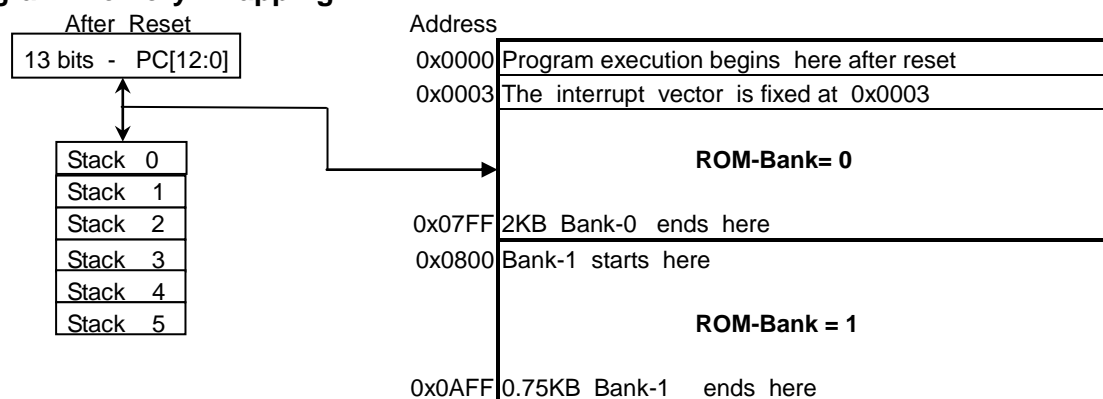 After Reset
13 bits - PC[12:0]
Stack 0
Stack 1
Stack 2
Stack 3
Stack 4
Stack 5
Address
0x0000 Program execution begins here after reset
0x0003 The interrupt vector is fixed at 0x0003
ROM-Bank= 0
0x07FF 2KB Bank-0 ends here
0x0800 Bank-1 starts here
ROM-Bank = 1
0x0AFF 0.75KB Bank-1 ends here